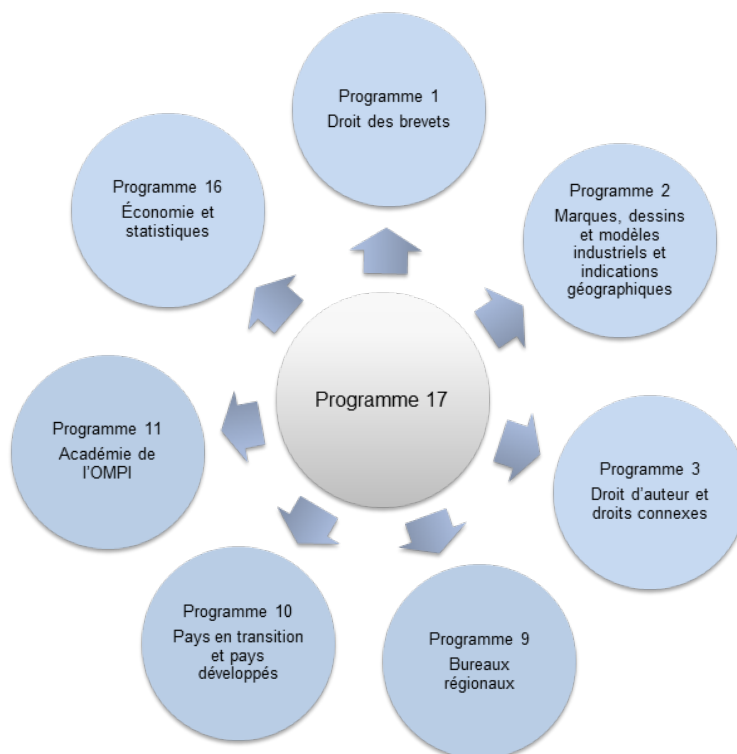 Programme 1
Droit des brevets
Programme 2
Marques, dessins
et modèles
industriels et
indications
géographiques
Programme 3
Droit d'auteur et
droits connexes
Programme 9
Bureaux
régionaux
Programme 10
Pays en transition
et pays
développés
Programme 11
Académie de
l'OMPI
Programme 16
Économie et
statistiques
Programme 17